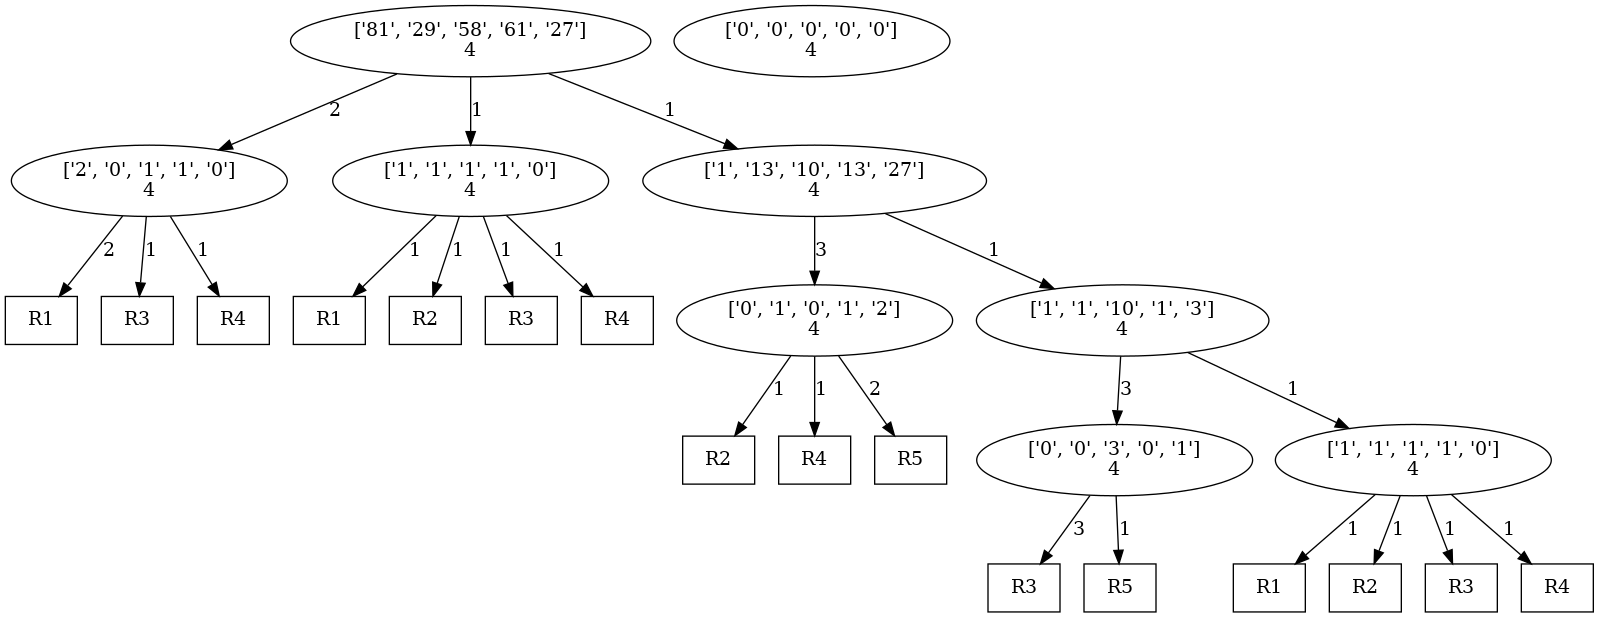 ['81', '29', '58', '61', '27']
4
['0', '0', '0', '0', '0']
4
2
1
1
['2', '0', '1', '1', '0']
4
['1', '1', '1', '1', '0']
4
['1', '13', '10', '13', '27']
4
2
1
1
1
1
1
1
3
1
R1
R3
R4
R1
R2
R3
R4
['0', '1', '0', '1', '2']
4
['1', '1', '10', '1', '3']
4
1
1
2
3
1
R2
R4
R5
['0', '0', '3', '0', '1']
4
['1', '1', '1', '1', '0']
4
3
1
1
1
1
1
R3
R5
R1
R2
R3
R4